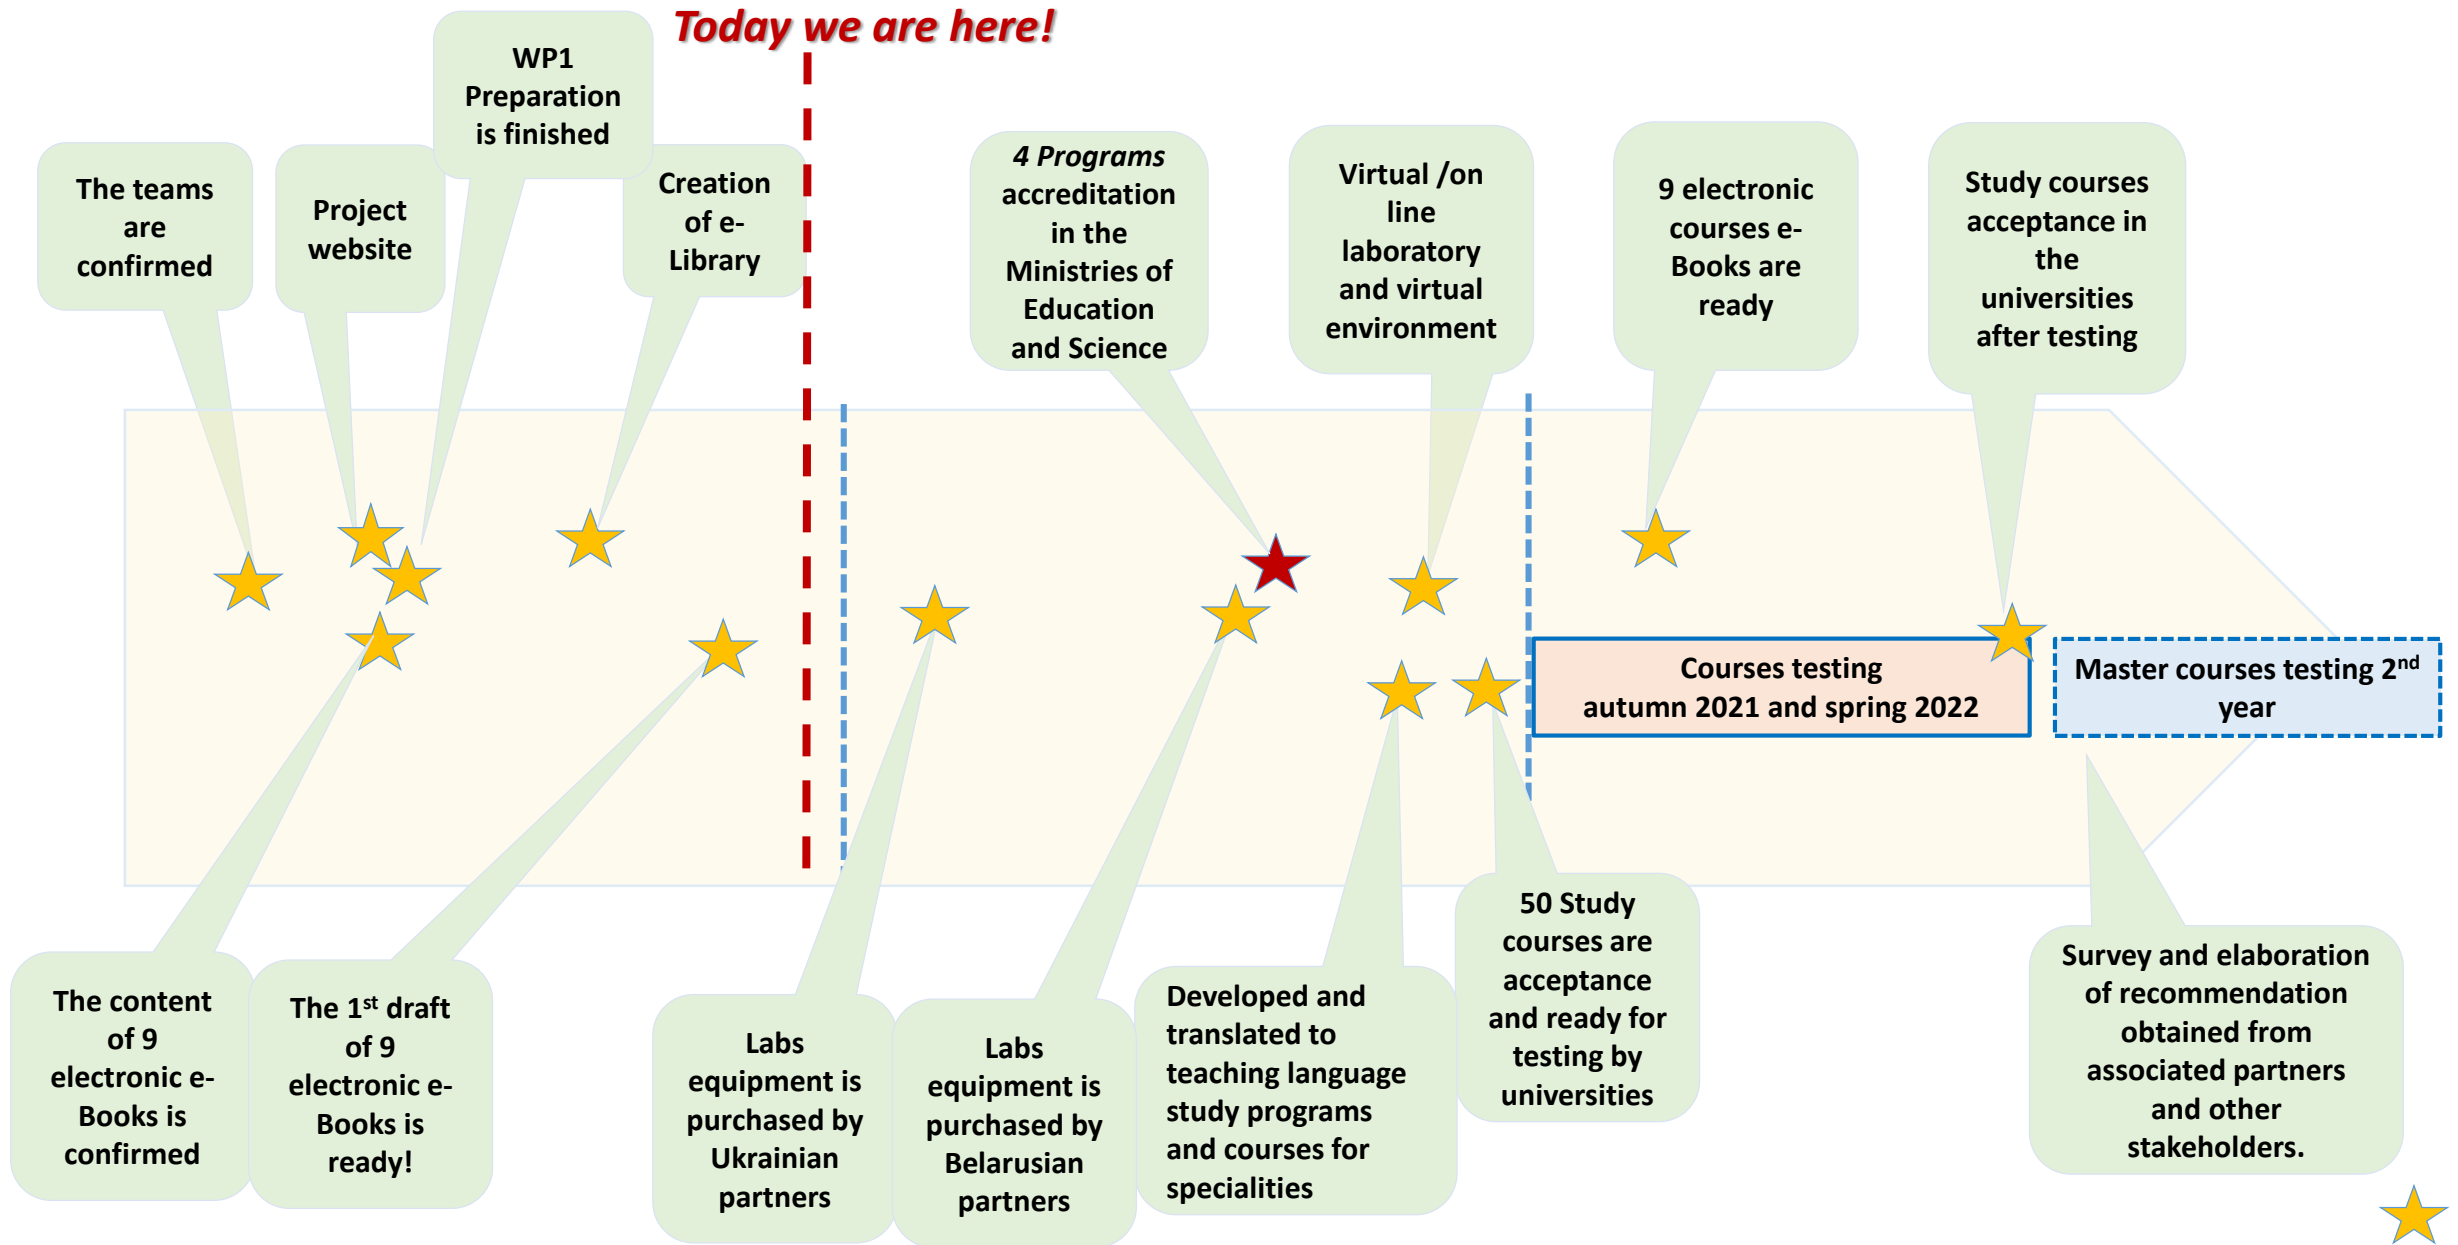 Today we are here!
WP1
Preparation
is finished
The teams
are
confirmed
Project
website
Creation
of e-
Library
4 Programs
accreditation
in the
Ministries of
Education
and Science
Virtual /on
line
laboratory
and virtual
environment
9 electronic
courses e-
Books are
ready
Study courses
acceptance in
the
universities
after testing
Courses testing
autumn 2021 and spring 2022
Master courses testing 2nd
year
The content
of 9
electronic e-
Books is
confirmed
The 1st draft
of 9
electronic e-
Books is
ready!
Labs
equipment is
purchased by
Ukrainian
partners
Labs
equipment is
purchased by
Belarusian
partners
Developed and
translated to
teaching language
study programs
and courses for
specialities
50 Study
courses are
acceptance
and ready for
testing by
universities
Survey and elaboration
of recommendation
obtained from
associated partners
and other
stakeholders.